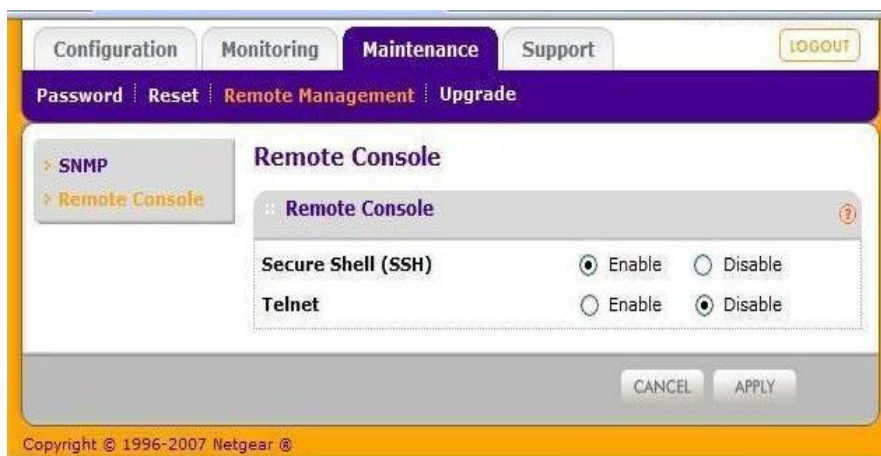 Configuration Monitoring Maintenance Support LOGOUT
Password Reset Remote Management Upgrade
SNMP
Remote Console
Remote Console
Remote Console
Secure Shell (SSH) Enable Disable
Telnet Enable Disable
CANCEL APPLY
Copyright © 1996-2007 Netgear ®